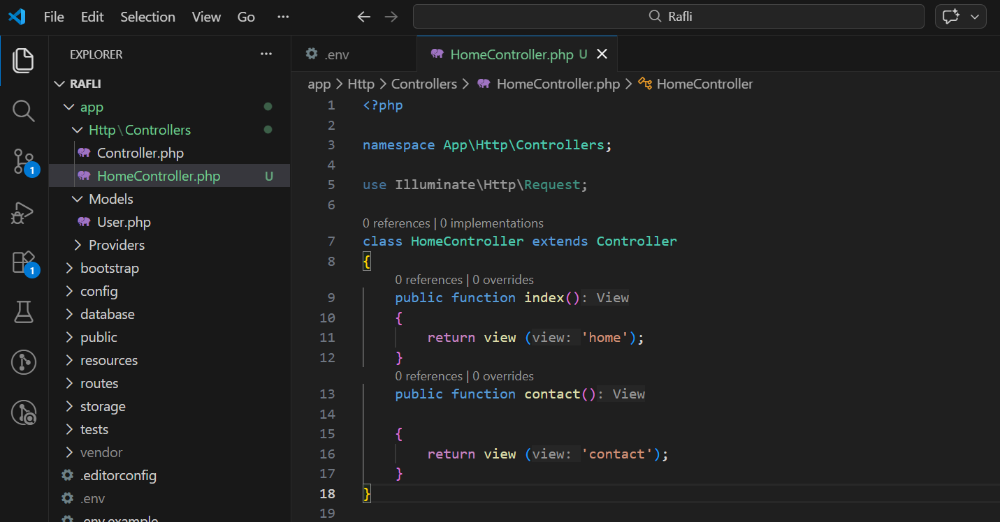 File Edit Selection View Go ··· Rafli
EXPLORER ···
RAFLI
app
Http\Controllers
Controller.php
HomeController.php U
Models
User.php
Providers
bootstrap
config
database
public
resources
routes
storage
tests
vendor
.editorconfig
.env
.env.example
1
1
.env HomeController.php U
app > Http > Controllers > HomeController.php > HomeController
1 <?php
2
3 namespace App\Http\Controllers;
4
5 use Illuminate\Http\Request;
6
0 references | 0 implementations
7 class HomeController extends Controller
8 {
0 references | 0 overrides
9 public function index(): View
10 {
11 return view (view: 'home');
12 }
0 references | 0 overrides
13 public function contact(): View
14
15 {
16 return view (view: 'contact');
17 }
18 }
19